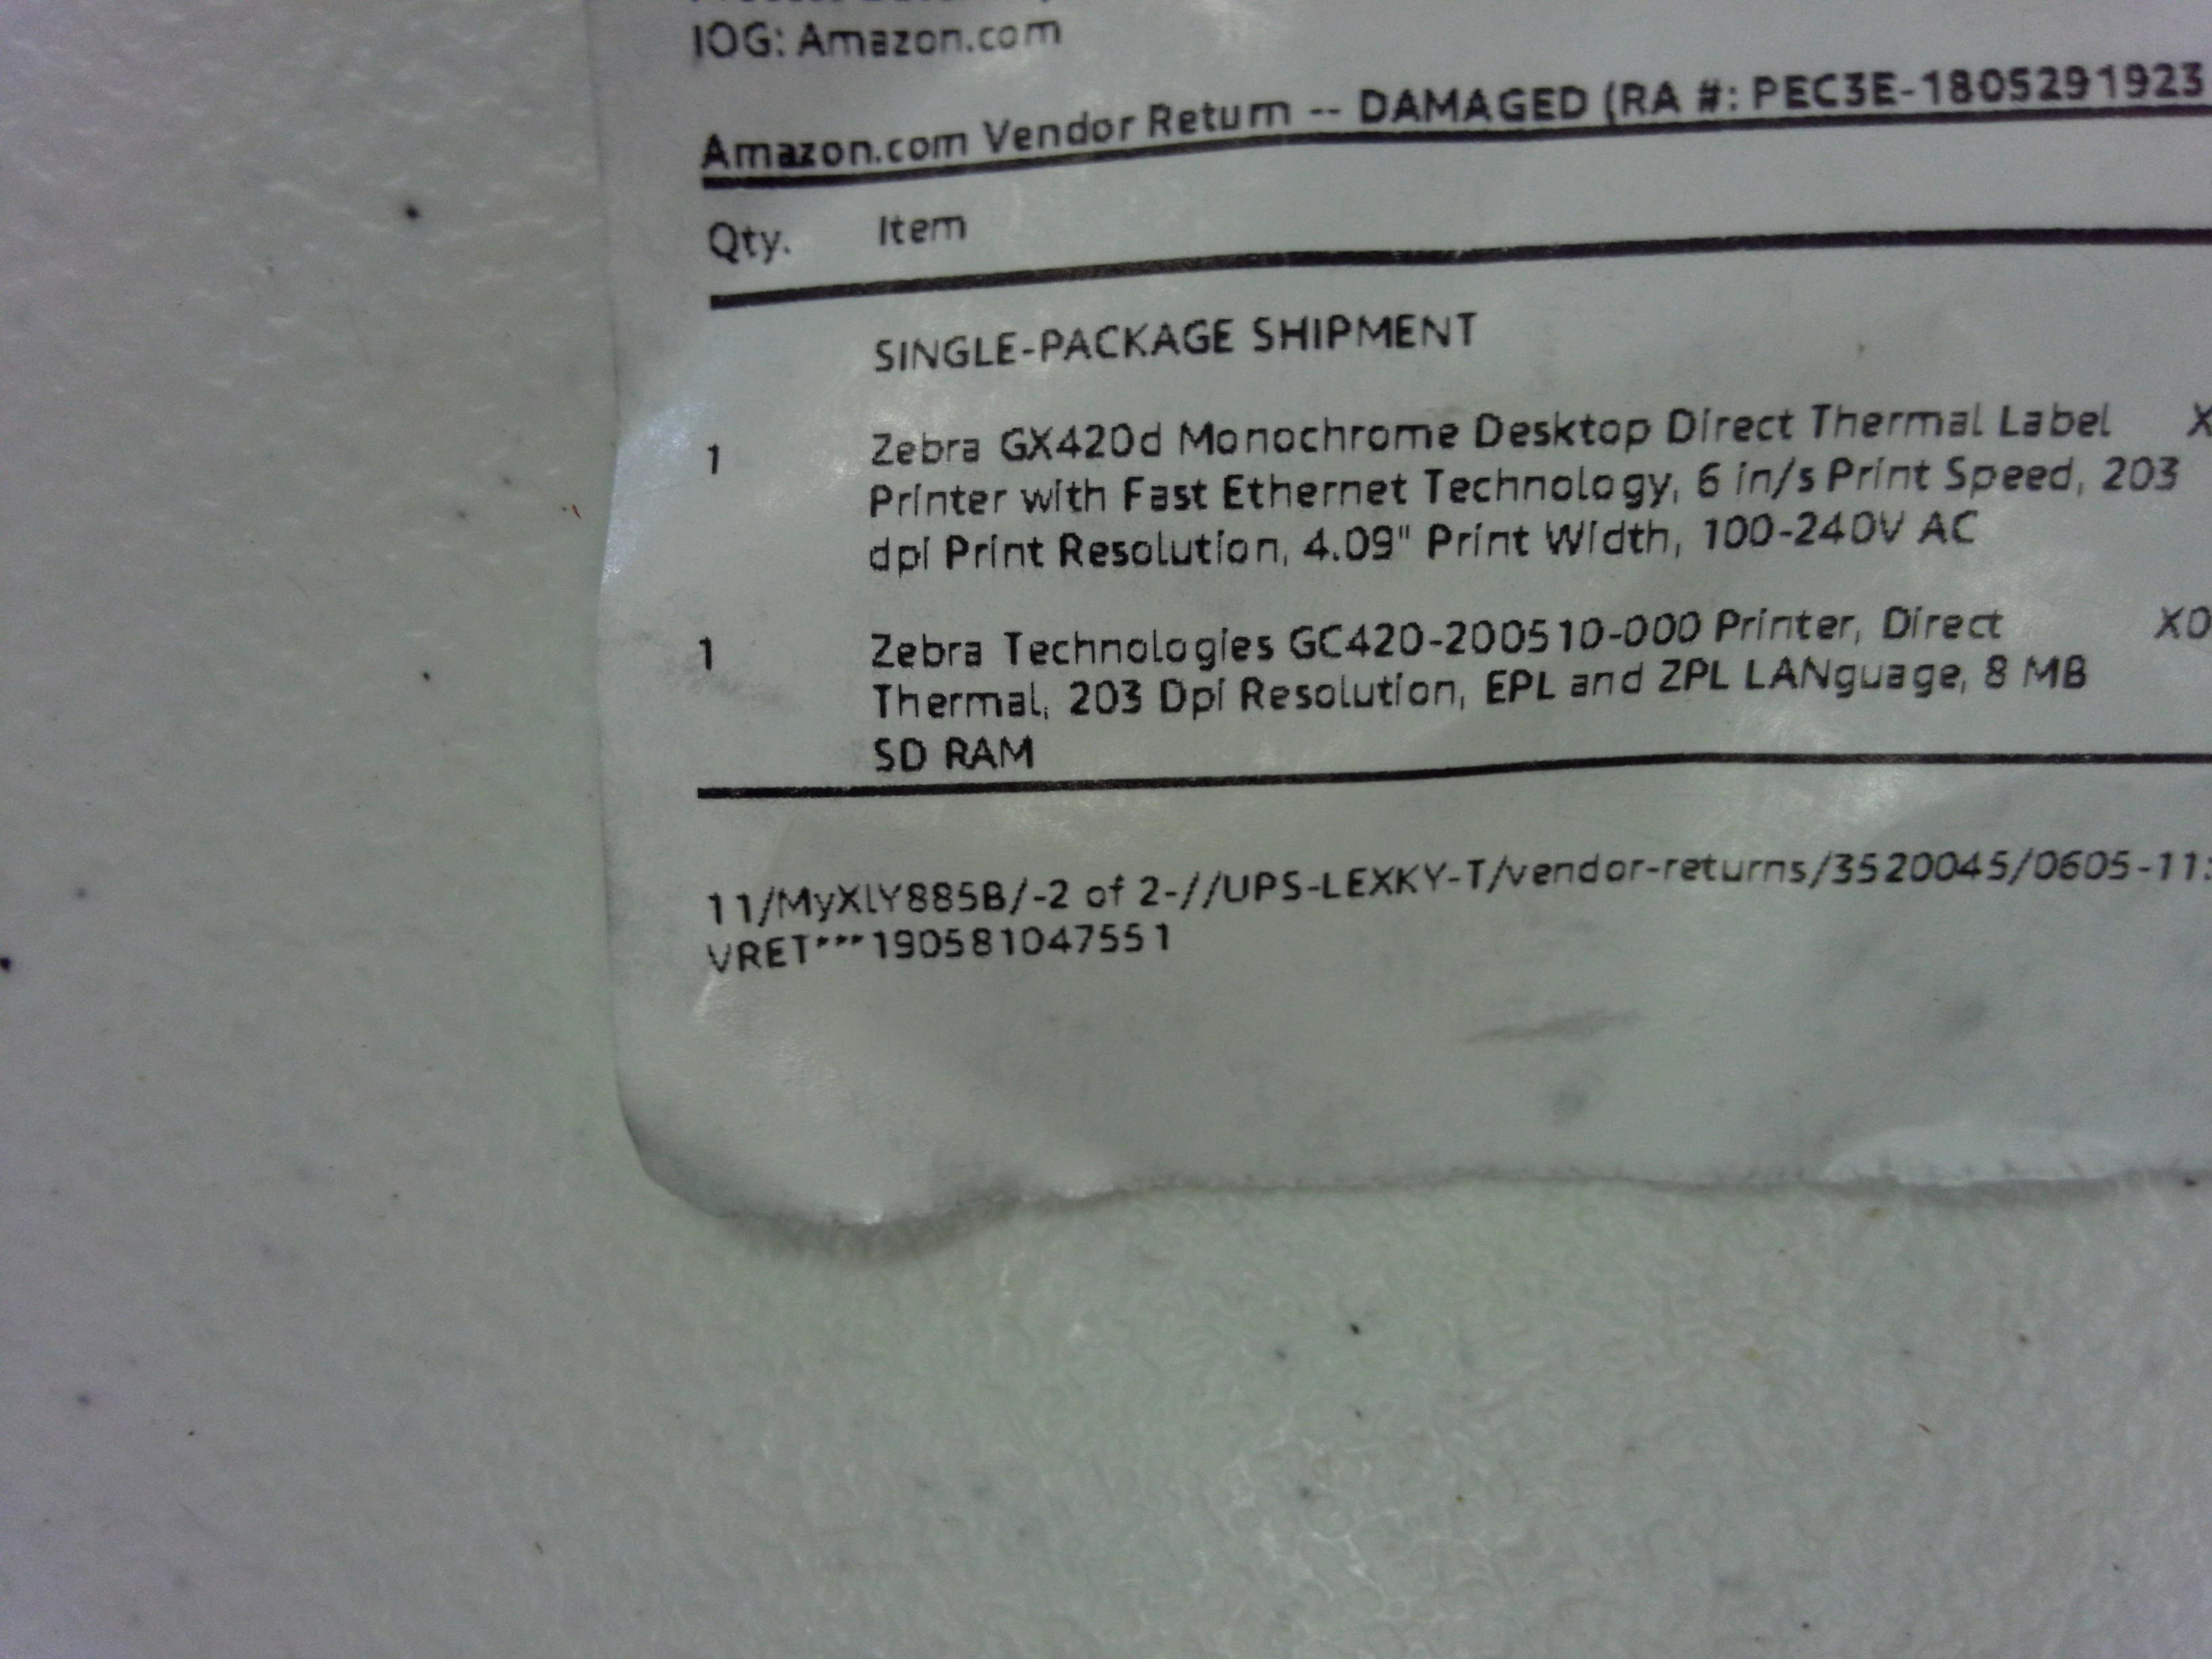 IOG: Amazon.com
Amazon.com Vendor Return -- DAMAGED (RA #: PEC3E-1805291923
Qty. Item
SINGLE-PACKAGE SHIPMENT
1 Zebra GX420d Monochrome Desktop Direct Thermal Label X
Printer with Fast Ethernet Technology, 6 in/s Print Speed, 203
dpi Print Resolution, 4.09" Print Width, 100-240V AC
1 Zebra Technologies GC420-200510-000 Printer, Direct X0
Thermal, 203 Dpi Resolution, EPL and ZPL LANguage, 8 MB
SD RAM
11/MyXlY885B/-2 of 2-//UPS-LEXKY-T/vendor-returns/3520045/0605-11:
VRET***190581047551